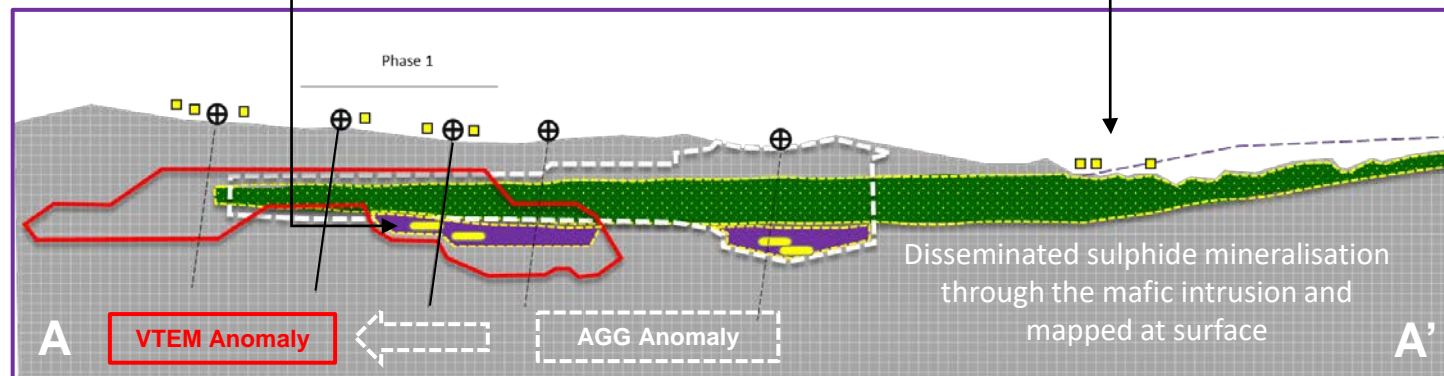 Phase 1
Disseminated sulphide mineralisation
through the mafic intrusion and
mapped at surface
A
VTEM Anomaly
AGG Anomaly
A'